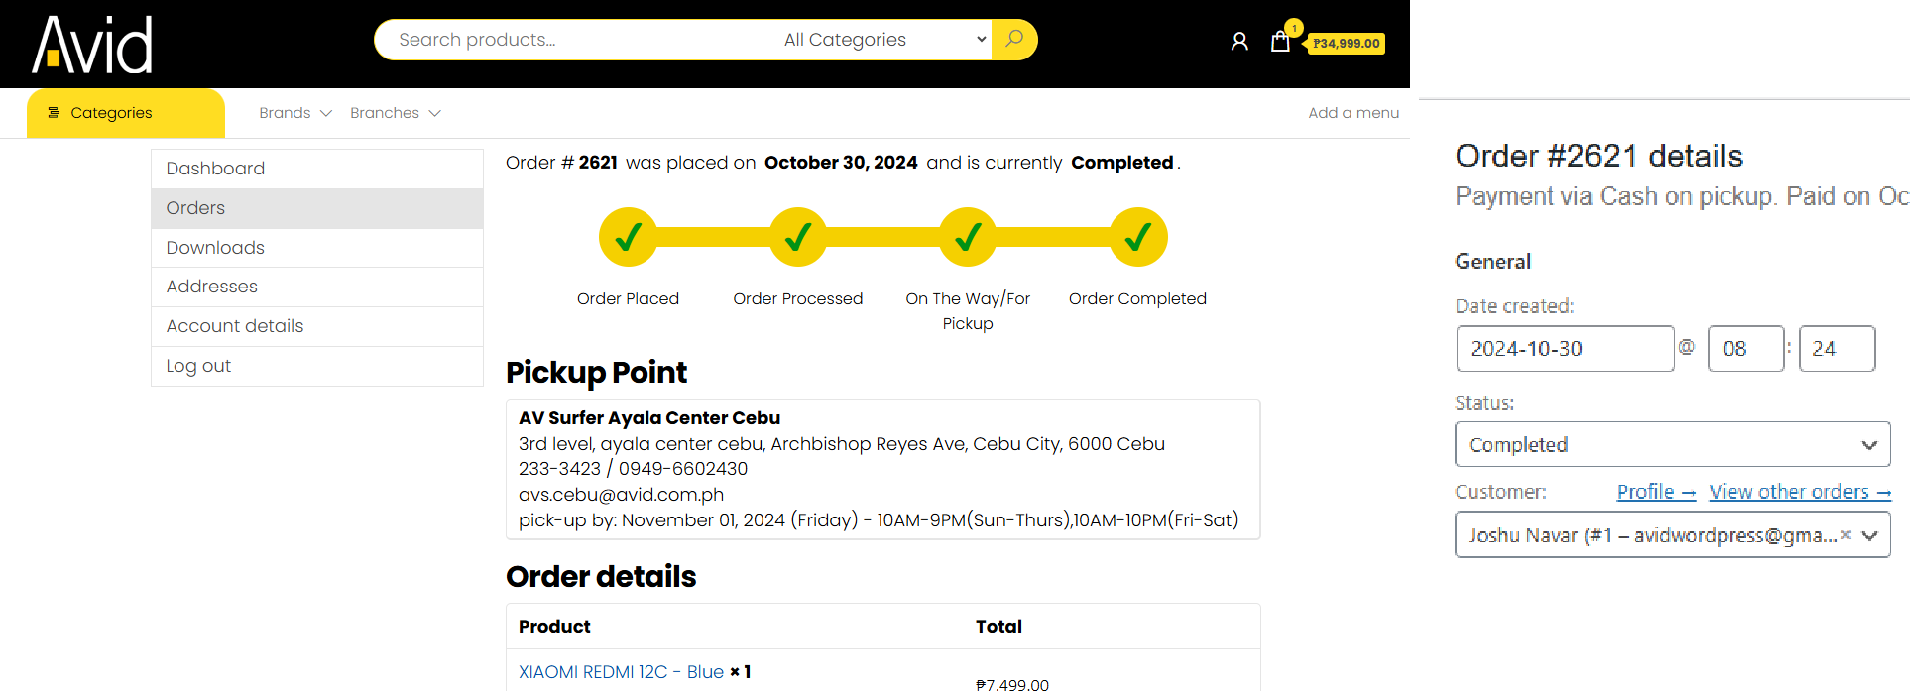 Avid
Search products...
All Categories
1
₱34,999.00
Categories
Brands
Branches
Add a menu
Dashboard
Orders
Downloads
Addresses
Account details
Log out
Order # 2621 was placed on October 30, 2024 and is currently Completed.
Order Placed
Order Processed
On The Way/For
Pickup
Order Completed
Pickup Point
AV Surfer Ayala Center Cebu
3rd level, ayala center cebu, Archbishop Reyes Ave, Cebu City, 6000 Cebu
233-3423 / 0949-6602430
avs.cebu@avid.com.ph
pick-up by: November 01, 2024 (Friday) - 10AM-9PM(Sun-Thurs),10AM-10PM(Fri-Sat)
Order details
Product Total
XIAOMI REDMI 12C - Blue × 1
₱7,499.00
Order #2621 details
Payment via Cash on pickup. Paid on Oc
General
Date created:
2024-10-30 @ 08 : 24
Status:
Completed
Customer: Profile → View other orders →
Joshu Navar (#1 – avidwordpress@gma... ×